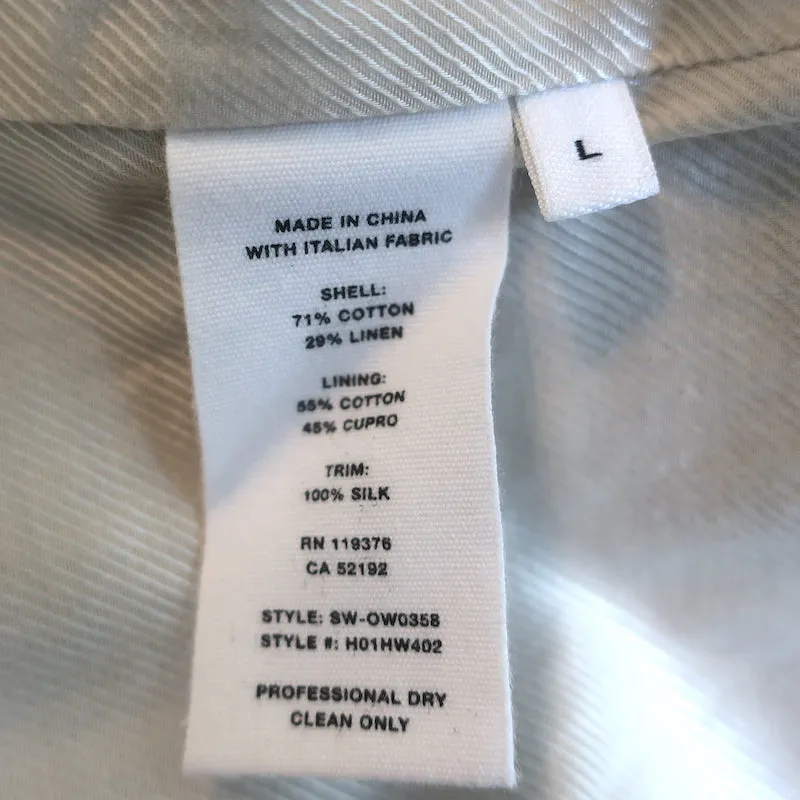 L
MADE IN CHINA
WITH ITALIAN FABRIC
SHELL:
71% COTTON
29% LINEN
LINING:
55% COTTON
45% CUPRO
TRIM:
100% SILK
RN 119376
CA 52192
STYLE: SW-OW0358
STYLE #: H01HW402
PROFESSIONAL DRY
CLEAN ONLY